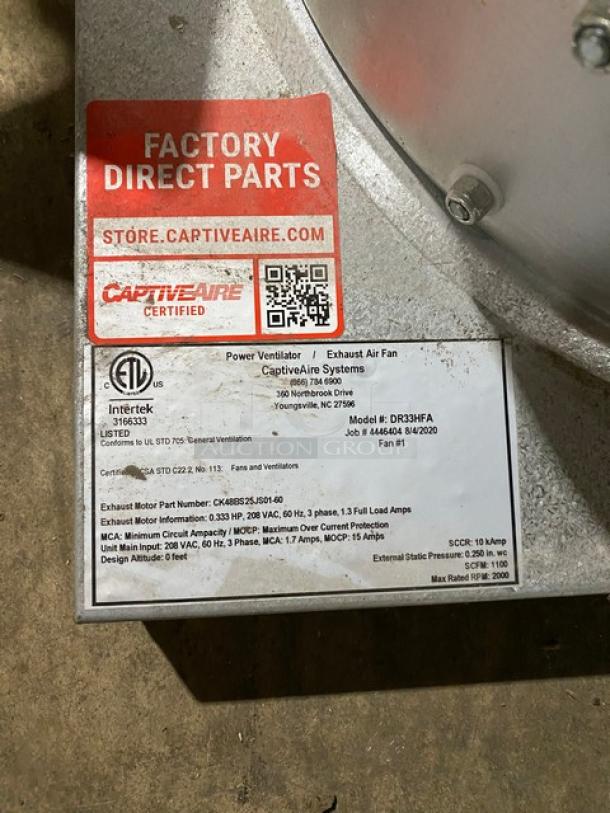 FACTORY
DIRECT PARTS
STORE.CAPTIVEAIRE.COM
CAPTIVEAIRE
CERTIFIED
Power Ventilator / Exhaust Air Fan
CaptiveAire Systems
(866) 784 6900
360 Northbrook Drive
Youngsville, NC 27596
C ETL US
Intertek
3166333
LISTED
Conforms to UL STD 705: General Ventilation
Model #: DR33HFA
Job # 4446404 8/4/2020
Fan #1
CSA STD C22.2, No. 113: Fans and Ventilators
Exhaust Motor Part Number: CK48BS25JS01-60
Exhaust Motor Information: 0.333 HP, 208 VAC, 60 Hz, 3 phase, 1.3 Full Load Amps
MCA: Minimum Circuit Ampacity / MOCP: Maximum Over Current Protection
Unit Main Input: 208 VAC, 60 Hz, 3 Phase, MCA: 1.7 Amps, MOCP: 15 Amps
Design Altitude: 0 feet
SCCR: 10 kAmp
External Static Pressure: 0.250 in. wc
SCFM: 1100
Max Rated RPM: 2000
AUCTION GROUP